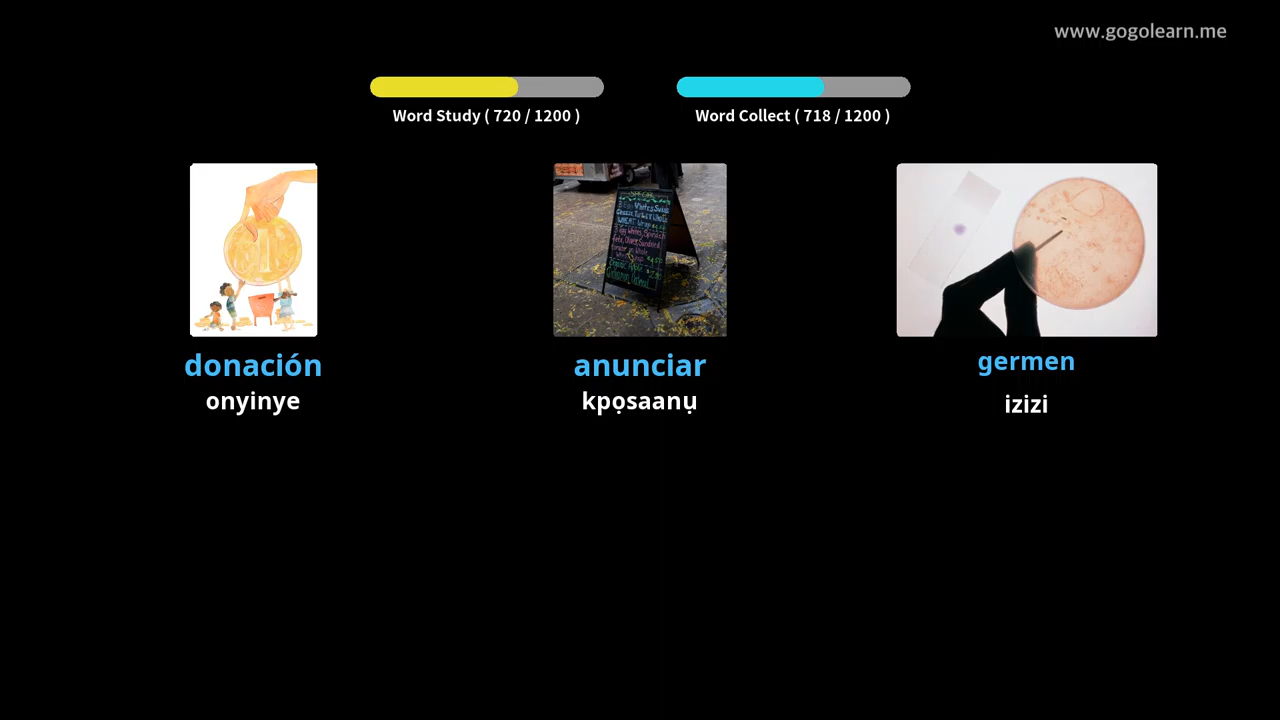 www.gogolearn.me
Word Study ( 720 / 1200 )
Word Collect ( 718 / 1200 )
donación
onyinye
anunciar
kpọsaanụ
germen
izizi